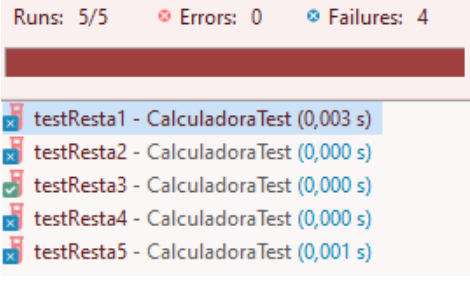 Runs: 5/5 Errors: 0 Failures: 4
testResta1 - CalculadoraTest (0,003 s)
testResta2 - CalculadoraTest (0,000 s)
testResta3 - CalculadoraTest (0,000 s)
testResta4 - CalculadoraTest (0,000 s)
testResta5 - CalculadoraTest (0,001 s)